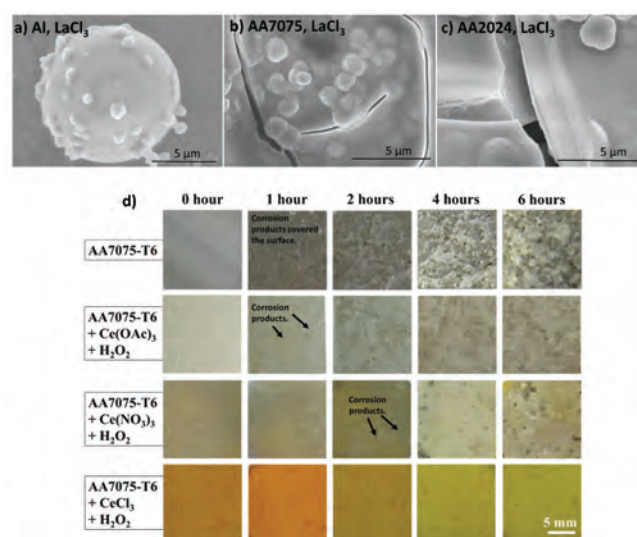 a) Al, LaCl₃
b) AA7075, LaCl₃
c) AA2024, LaCl₃
5 µm
5 µm
5 µm
d)
0 hour
1 hour
2 hours
4 hours
6 hours
AA7075-T6
Corrosion
products covered
the surface.
AA7075-T6
+ Ce(OAc)₃
+ H₂O₂
Corrosion
products.
AA7075-T6
+ Ce(NO₃)₃
+ H₂O₂
Corrosion
products.
AA7075-T6
+ CeCl₃
+ H₂O₂
5 mm